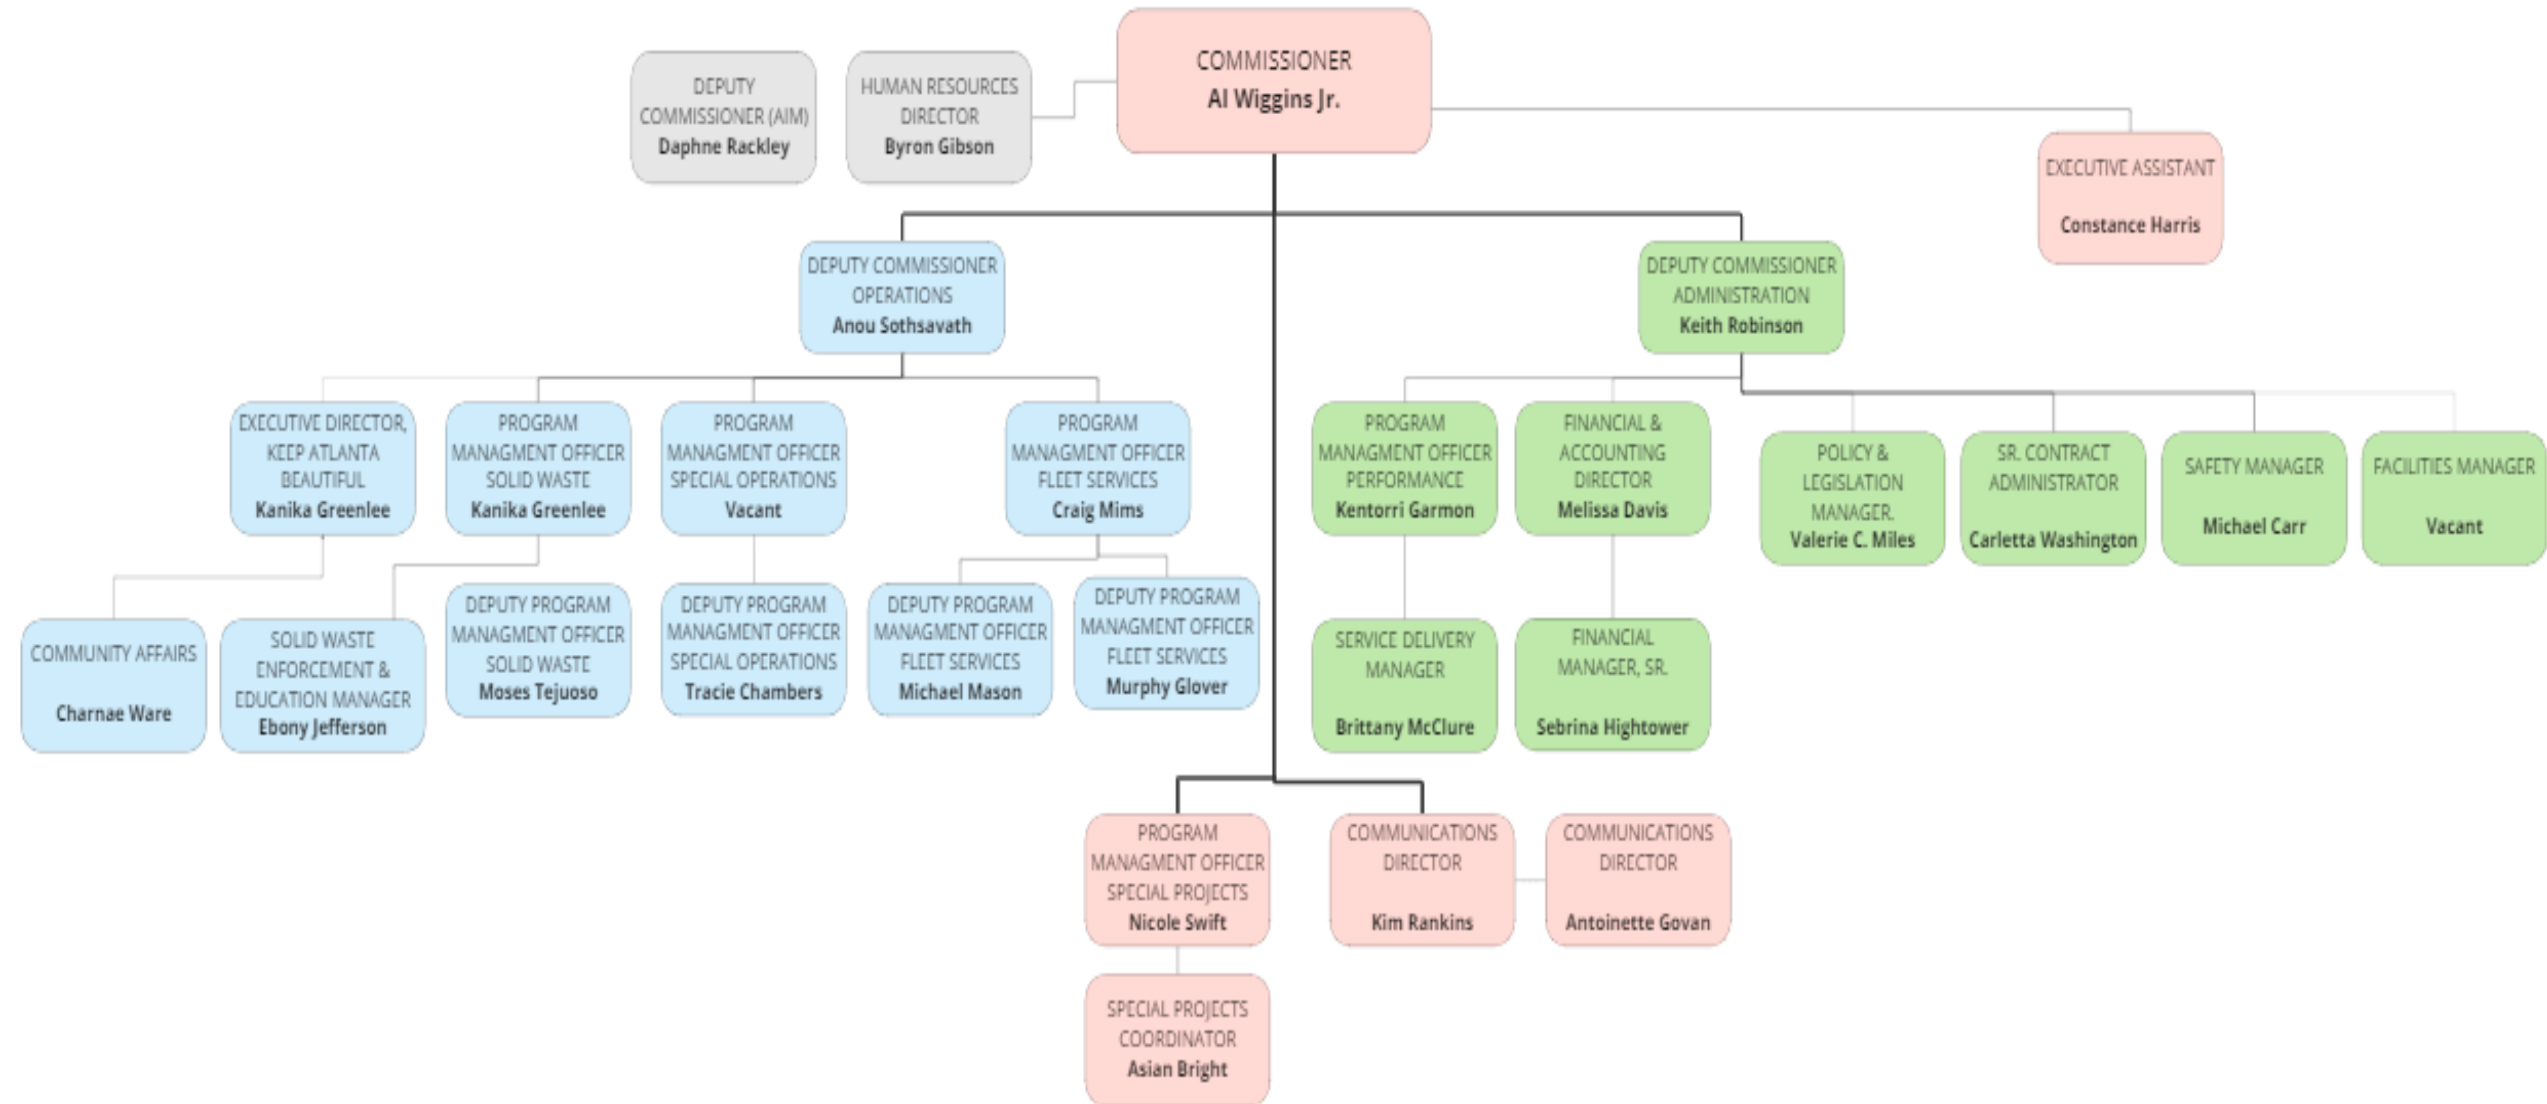 COMMISSIONER
Al Wiggins Jr.
DEPUTY
COMMISSIONER (AIM)
Daphne Rackley
HUMAN RESOURCES
DIRECTOR
Byron Gibson
EXECUTIVE ASSISTANT
Constance Harris
DEPUTY COMMISSIONER
OPERATIONS
Anou Sothsavath
DEPUTY COMMISSIONER
ADMINISTRATION
Keith Robinson
EXECUTIVE DIRECTOR,
KEEP ATLANTA
BEAUTIFUL
Kanika Greenlee
PROGRAM
MANAGMENT OFFICER
SOLID WASTE
Kanika Greenlee
PROGRAM
MANAGMENT OFFICER
SPECIAL OPERATIONS
Vacant
PROGRAM
MANAGMENT OFFICER
FLEET SERVICES
Craig Mims
PROGRAM
MANAGMENT OFFICER
PERFORMANCE
Kentorri Garmon
FINANCIAL &
ACCOUNTING
DIRECTOR
Melissa Davis
POLICY &
LEGISLATION
MANAGER.
Valerie C. Miles
SR. CONTRACT
ADMINISTRATOR
Carletta Washington
SAFETY MANAGER
Michael Carr
FACILITIES MANAGER
Vacant
COMMUNITY AFFAIRS
Charnae Ware
SOLID WASTE
ENFORCEMENT &
EDUCATION MANAGER
Ebony Jefferson
DEPUTY PROGRAM
MANAGMENT OFFICER
SOLID WASTE
Moses Tejuoso
DEPUTY PROGRAM
MANAGMENT OFFICER
SPECIAL OPERATIONS
Tracie Chambers
DEPUTY PROGRAM
MANAGMENT OFFICER
FLEET SERVICES
Michael Mason
DEPUTY PROGRAM
MANAGMENT OFFICER
FLEET SERVICES
Murphy Glover
SERVICE DELIVERY
MANAGER
Brittany McClure
FINANCIAL
MANAGER, SR.
Sebrina Hightower
PROGRAM
MANAGMENT OFFICER
SPECIAL PROJECTS
Nicole Swift
COMMUNICATIONS
DIRECTOR
Kim Rankins
COMMUNICATIONS
DIRECTOR
Antoinette Govan
SPECIAL PROJECTS
COORDINATOR
Asian Bright